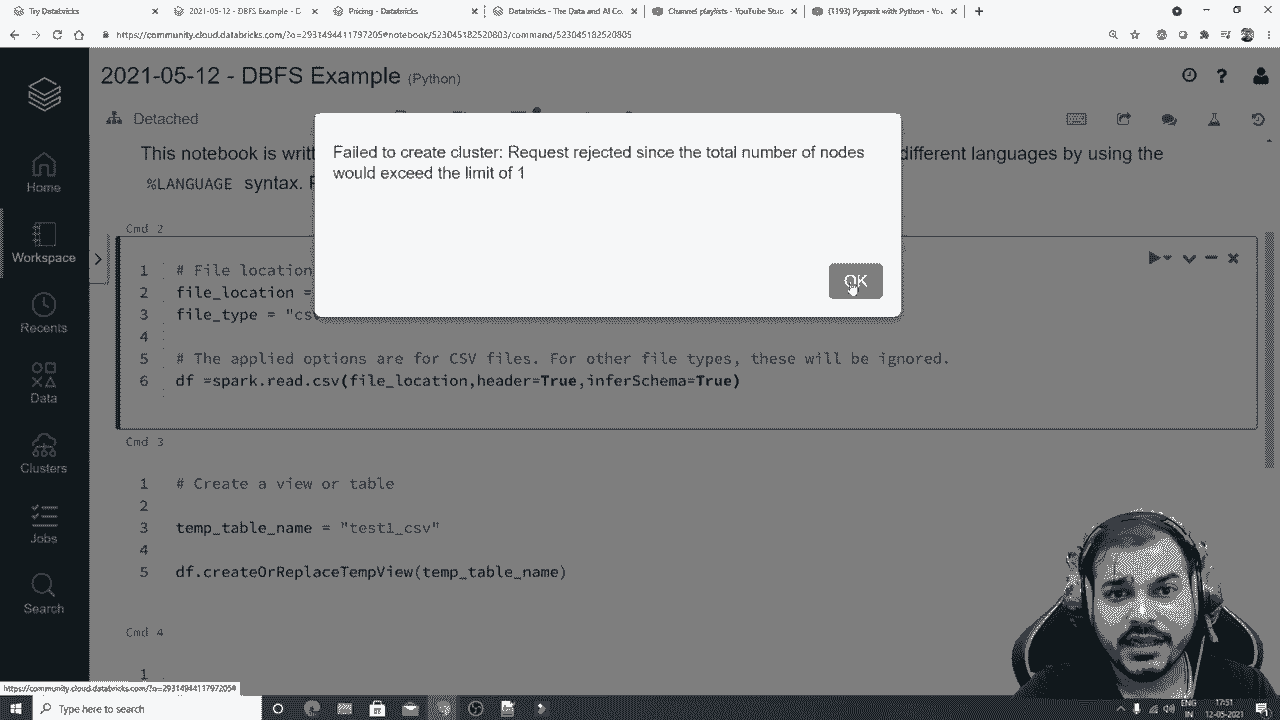 Try Databricks
2021-05-12 - DBFS Example - D
Pricing - Databricks
Databricks - The Data and AI Co
Channel playlists - YouTube Stud
(1193) Pyspark with Python - You
https://community.cloud.databricks.com/?o=2931494411797205#notebook/523045182520803/command/523045182520805
2021-05-12 - DBFS Example (Python)
Detached
This notebook is writ
different languages by using the
%LANGUAGE syntax.
Failed to create cluster: Request rejected since the total number of nodes
would exceed the limit of 1
OK
Home
Workspace
Recents
Data
Clusters
Jobs
Search
Cmd 2
1 # File location
2 file_location =
3 file_type = "csv
4
5 # The applied options are for CSV files. For other file types, these will be ignored.
6 df =spark.read.csv(file_location,header=True,inferSchema=True)
Cmd 3
1 # Create a view or table
2
3 temp_table_name = "test1_csv"
4
5 df.createOrReplaceTempView(temp_table_name)
Cmd 4
1
https://community.cloud.databricks.com/?o=2931494411797205#
Type here to search
ENG
IN
17:51
12-05-2021